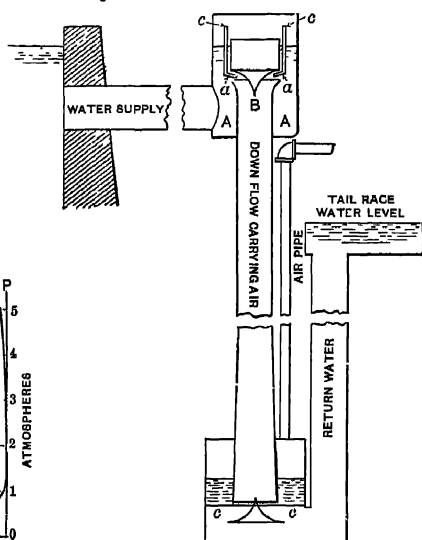 c c
a a
WATER SUPPLY
A B A
DOWN FLOW CARRYING AIR
AIR PIPE
TAIL RACE
WATER LEVEL
RETURN WATER
P
5
4
3
2
1
0
ATMOSPHERES
c c